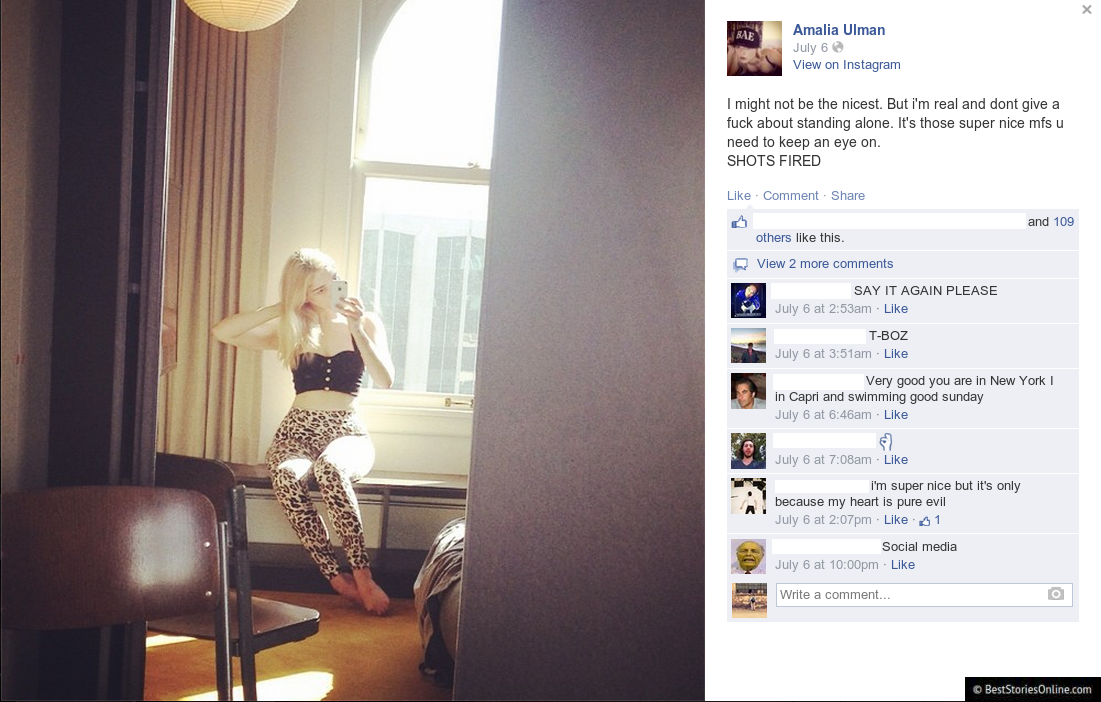 BAE
Amalia Ulman
July 6
View on Instagram
I might not be the nicest. But i'm real and dont give a
fuck about standing alone. It's those super nice mfs u
need to keep an eye on.
SHOTS FIRED
Like · Comment · Share
and 109
others like this.
View 2 more comments
SAY IT AGAIN PLEASE
July 6 at 2:53am · Like
T-BOZ
July 6 at 3:51am · Like
Very good you are in New York I
in Capri and swimming good sunday
July 6 at 6:46am · Like
July 6 at 7:08am · Like
i'm super nice but it's only
because my heart is pure evil
July 6 at 2:07pm · Like · 1
Social media
July 6 at 10:00pm · Like
Write a comment...
© BestStoriesOnline.com